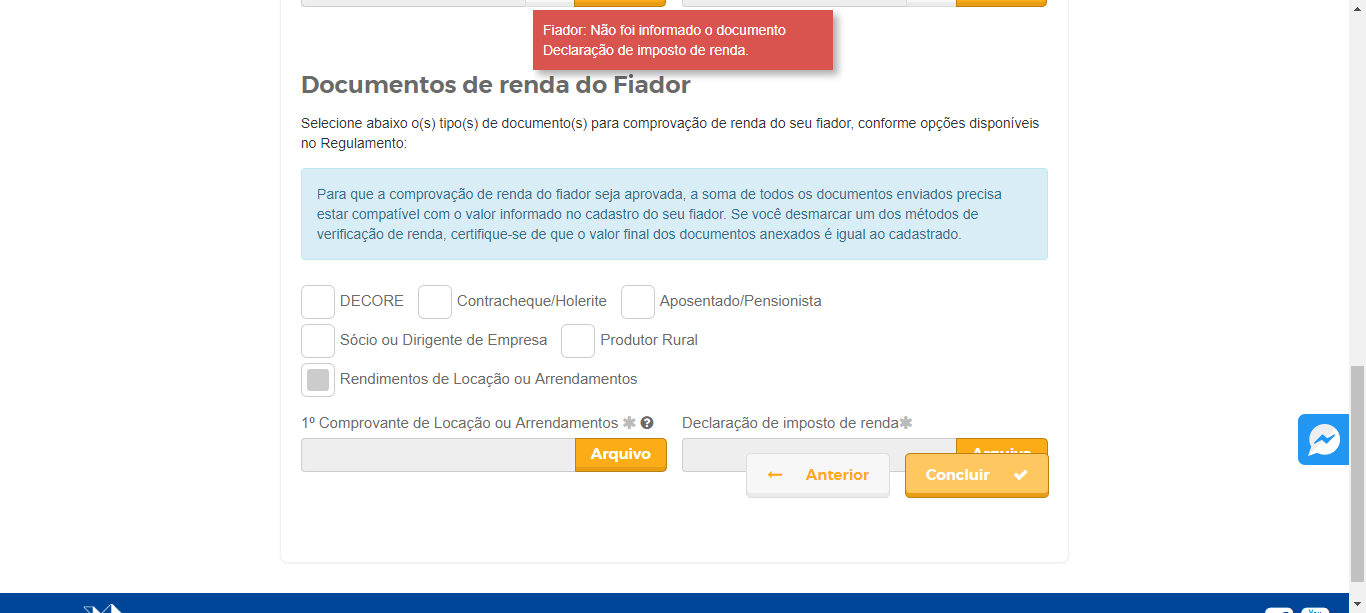 Fiador: Não foi informado o documento
Declaração de imposto de renda.
Documentos de renda do Fiador
Selecione abaixo o(s) tipo(s) de documento(s) para comprovação de renda do seu fiador, conforme opções disponíveis
no Regulamento:
Para que a comprovação de renda do fiador seja aprovada, a soma de todos os documentos enviados precisa
estar compatível com o valor informado no cadastro do seu fiador. Se você desmarcar um dos métodos de
verificação de renda, certifique-se de que o valor final dos documentos anexados é igual ao cadastrado.
DECORE Contracheque/Holerite Aposentado/Pensionista
Sócio ou Dirigente de Empresa Produtor Rural
Rendimentos de Locação ou Arrendamentos
1º Comprovante de Locação ou Arrendamentos * ? Declaração de imposto de renda*
Arquivo Arquivo
← Anterior Concluir ✓
You